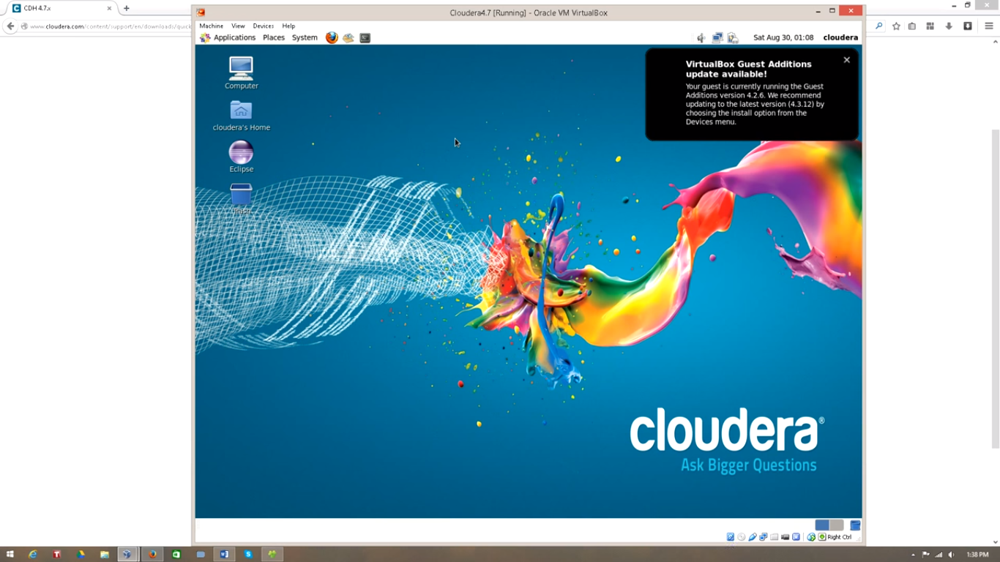 CDH 4.7.x
www.cloudera.com/content/support/en/downloads/quick
Cloudera4.7 [Running] - Oracle VM VirtualBox
Machine View Devices Help
Applications Places System
Sat Aug 30, 01:08 cloudera
Computer
cloudera's Home
Eclipse
Trash
VirtualBox Guest Additions
update available!
Your guest is currently running the Guest
Additions version 4.2.6. We recommend
updating to the latest version (4.3.12) by
choosing the install option from the
Devices menu.
cloudera®
Ask Bigger Questions
Right Ctrl
1:38 PM